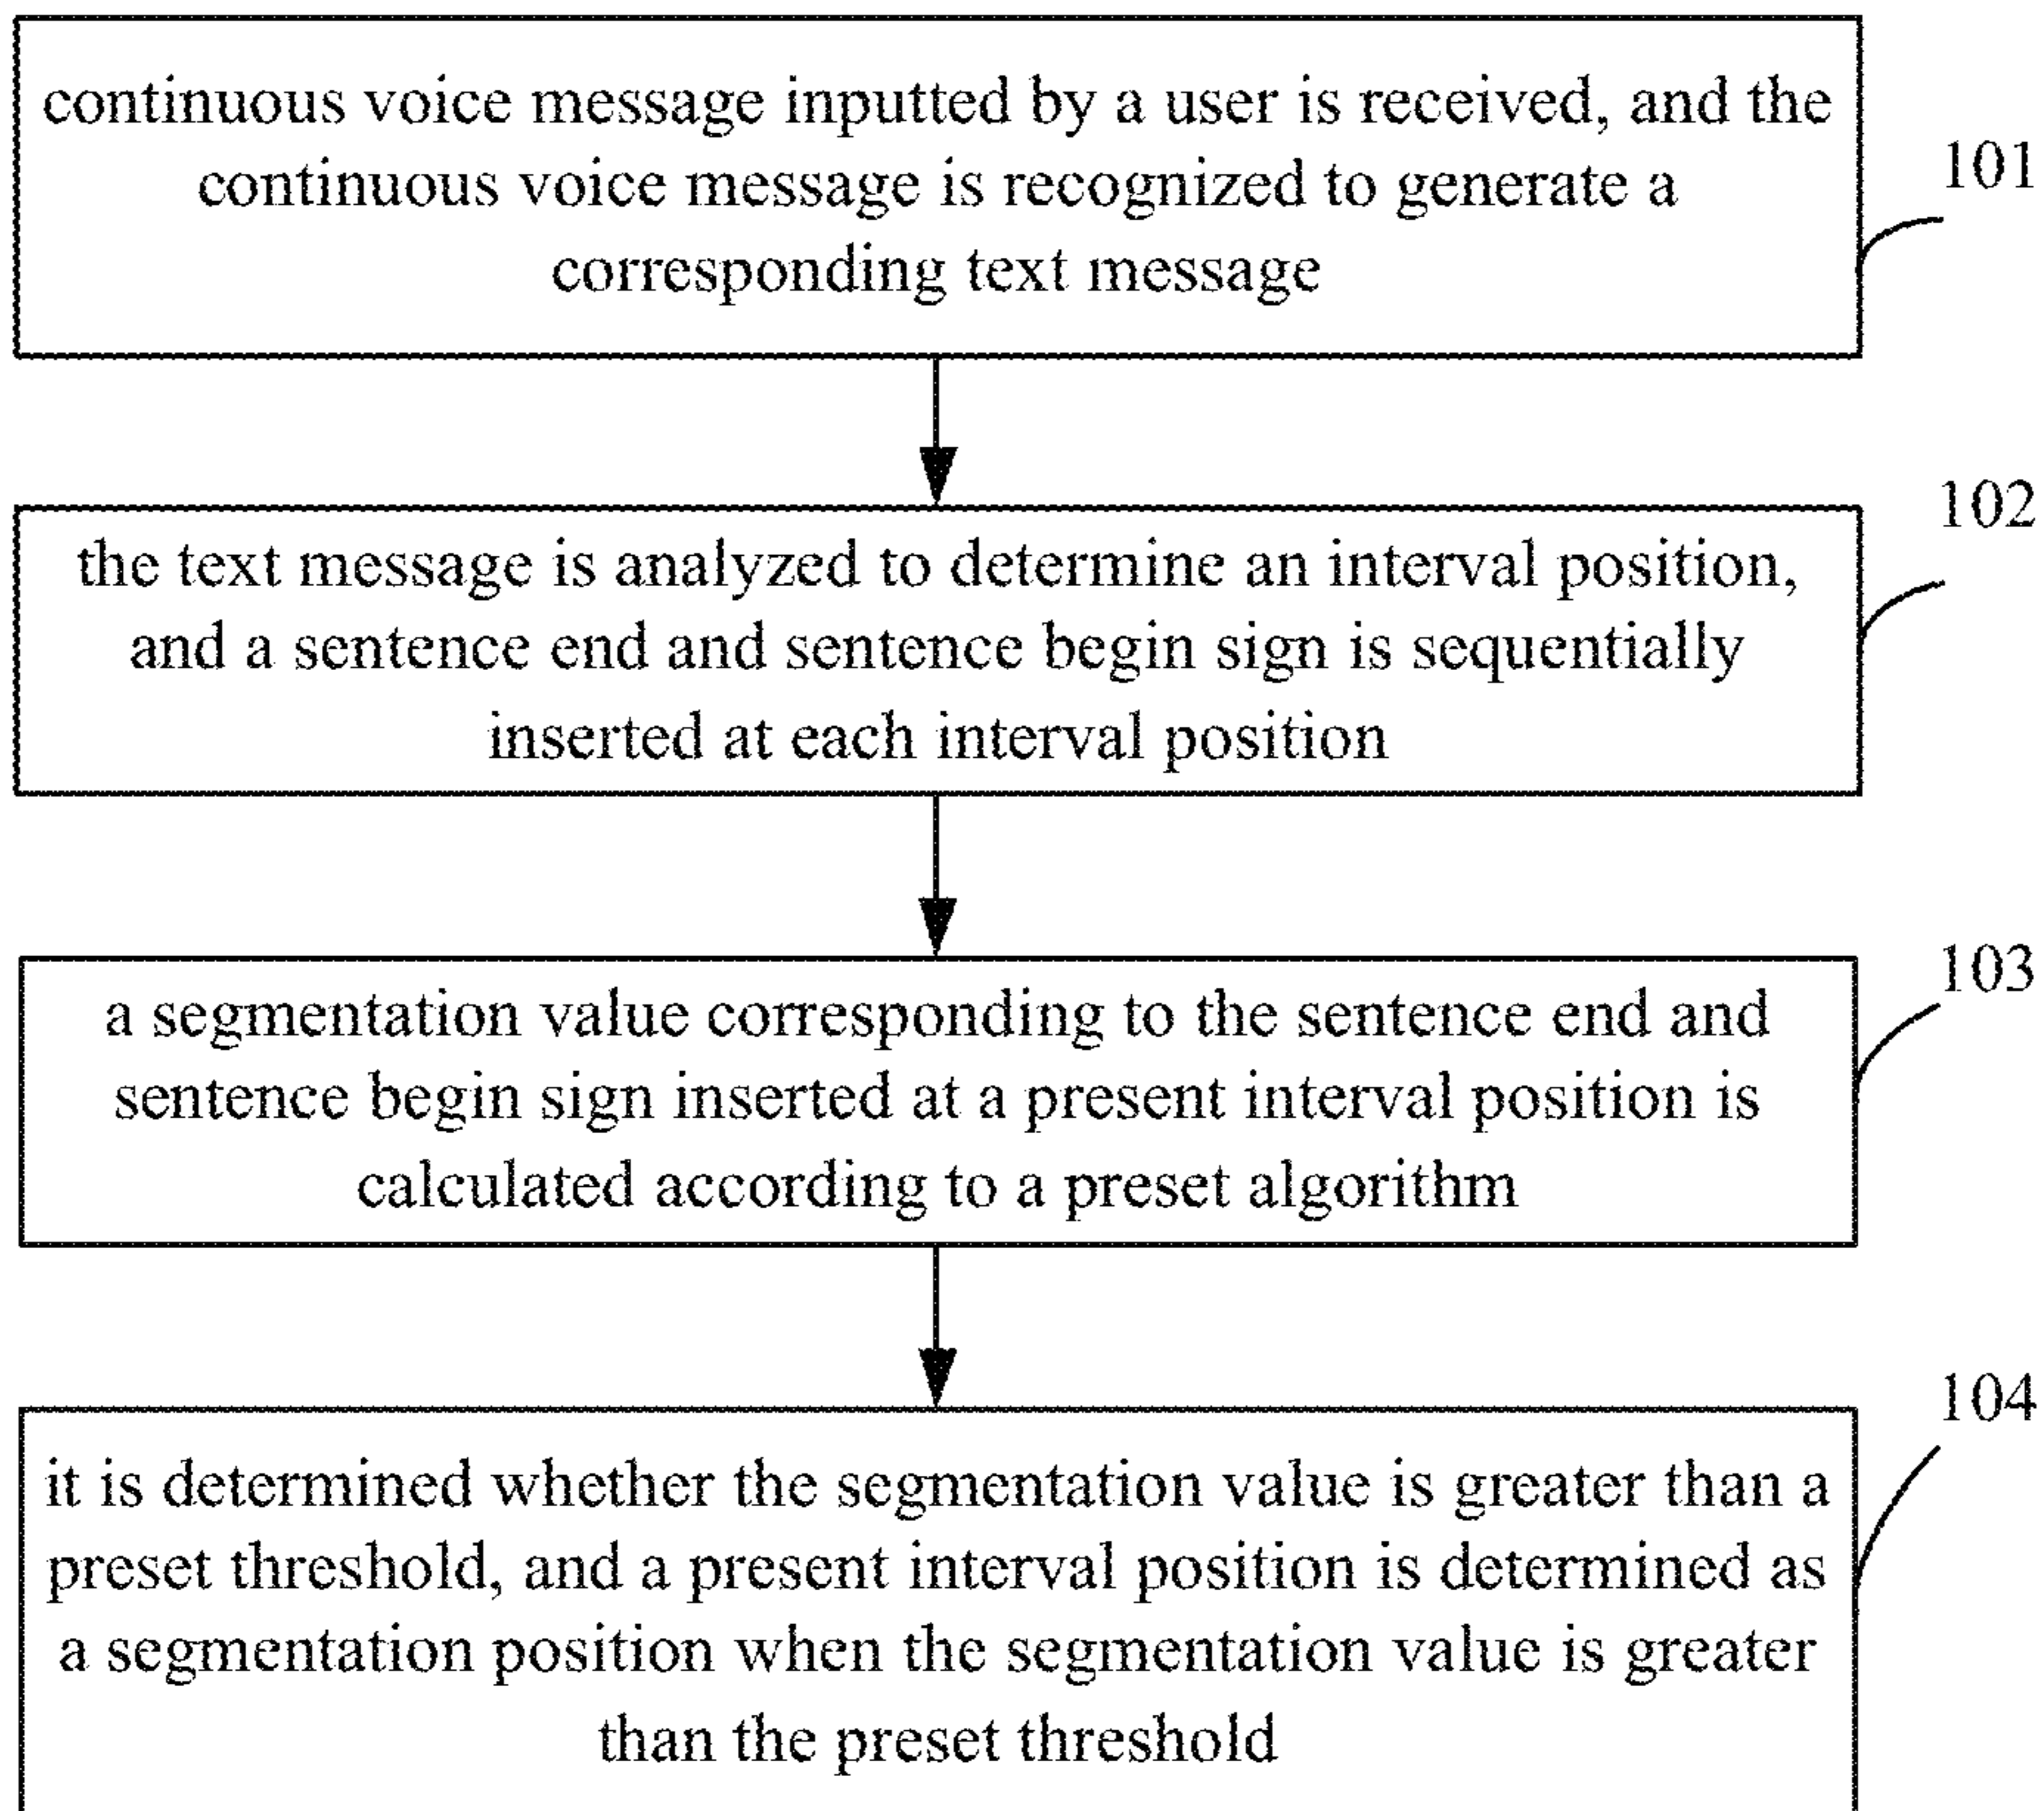 continuous voice message inputted by a user is received, and the
continuous voice message is recognized to generate a
corresponding text message
101
102
the text message is analyzed to determine an interval position,
and a sentence end and sentence begin sign is sequentially
inserted at each interval position
103
a segmentation value corresponding to the sentence end and
sentence begin sign inserted at a present interval position is
calculated according to a preset algorithm
104
it is determined whether the segmentation value is greater than a
preset threshold, and a present interval position is determined as
a segmentation position when the segmentation value is greater
than the preset threshold